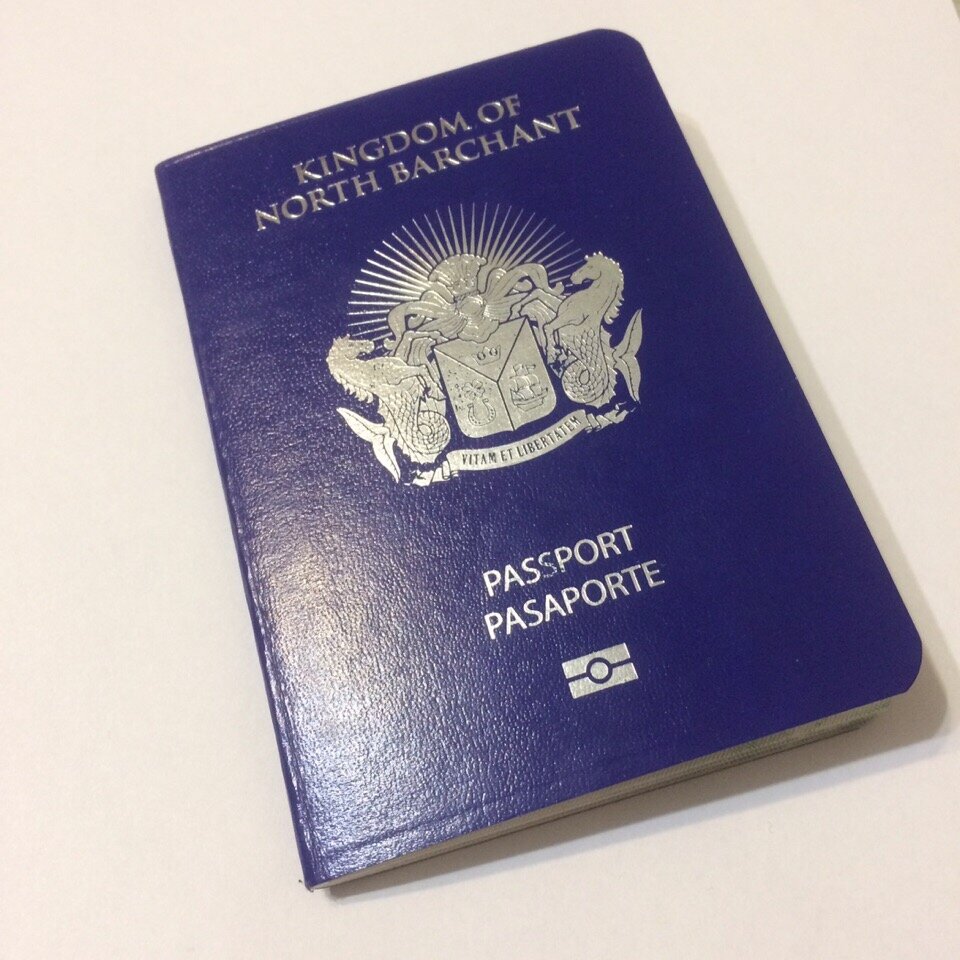 KINGDOM OF
NORTH BARCHANT
VITAM ET LIBERTATEM
PASSPORT
PASAPORTE